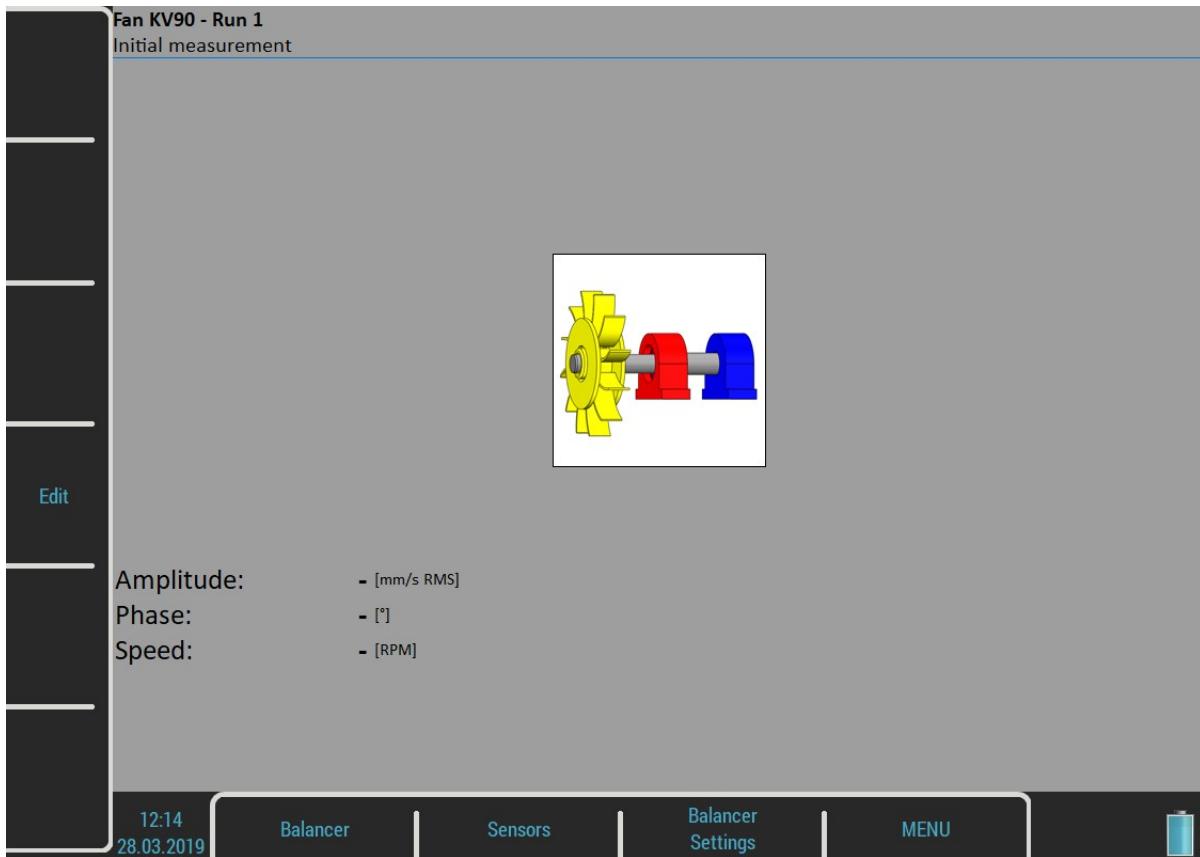 Fan KV90 - Run 1
Initial measurement
Edit
Amplitude: - [mm/s RMS]
Phase: - [°]
Speed: - [RPM]
12:14
28.03.2019
Balancer
Sensors
Balancer
Settings
MENU